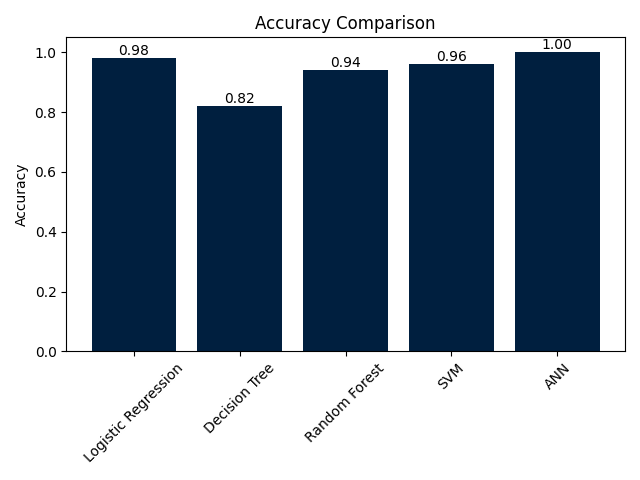 Accuracy Comparison
1.0
0.8
0.6
0.4
0.2
0.0
Accuracy
0.98
0.82
0.94
0.96
1.00
Logistic Regression
Decision Tree
Random Forest
SVM
ANN